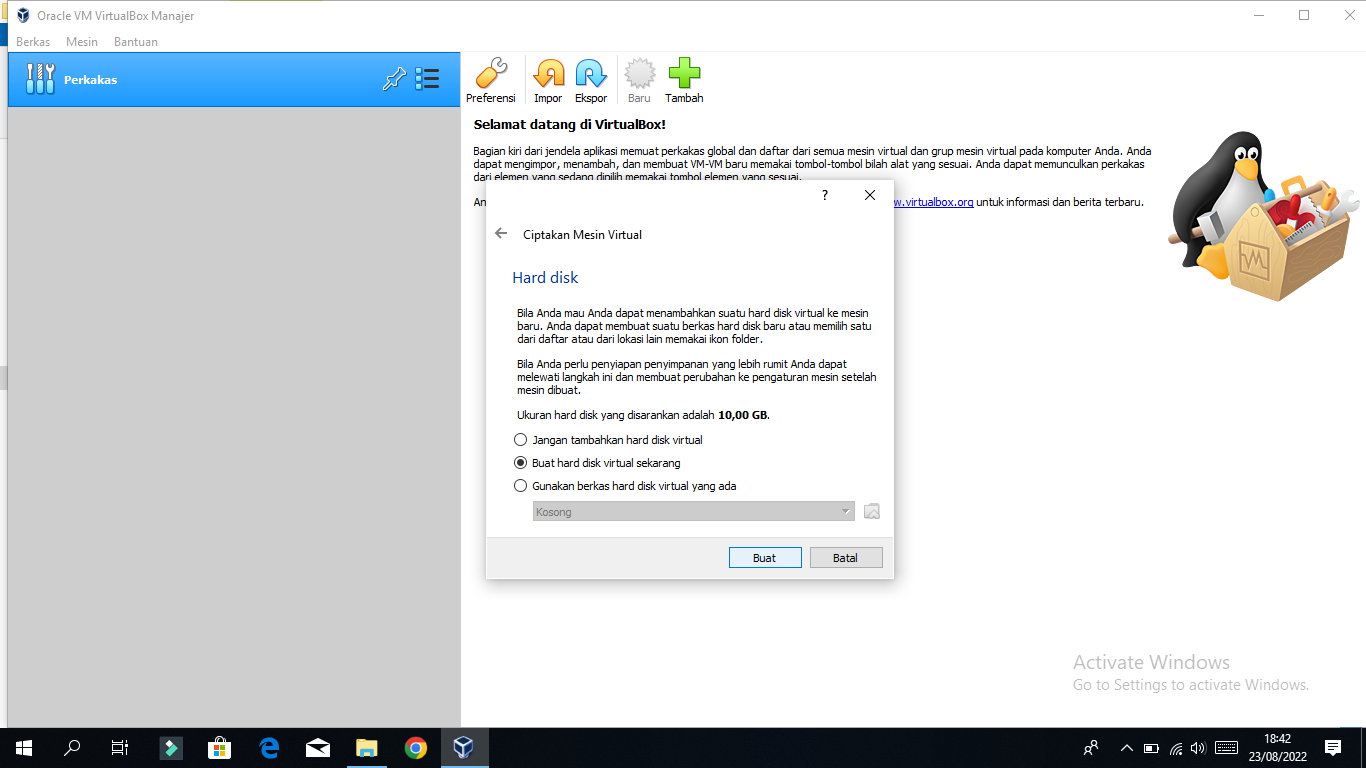 Oracle VM VirtualBox Manajer
Berkas Mesin Bantuan
Perkakas
Preferensi Impor Ekspor Baru Tambah
Selamat datang di VirtualBox!
Bagian kiri dari jendela aplikasi memuat perkakas global dan daftar dari semua mesin virtual dan grup mesin virtual pada komputer Anda. Anda
dapat mengimpor, menambah, dan membuat VM-VM baru memakai tombol-tombol bilah alat yang sesuai. Anda dapat memunculkan perkakas
dari elemen yang sedang dipilih memakai tombol elemen yang sesuai.
An
w.virtualbox.org untuk informasi dan berita terbaru.
?
Ciptakan Mesin Virtual
Hard disk
Bila Anda mau Anda dapat menambahkan suatu hard disk virtual ke mesin
baru. Anda dapat membuat suatu berkas hard disk baru atau memilih satu
dari daftar atau dari lokasi lain memakai ikon folder.
Bila Anda perlu penyiapan penyimpanan yang lebih rumit Anda dapat
melewati langkah ini dan membuat perubahan ke pengaturan mesin setelah
mesin dibuat.
Ukuran hard disk yang disarankan adalah 10,00 GB.
Jangan tambahkan hard disk virtual
Buat hard disk virtual sekarang
Gunakan berkas hard disk virtual yang ada
Kosong
Buat Batal
Activate Windows
Go to Settings to activate Windows.
18:42
23/08/2022